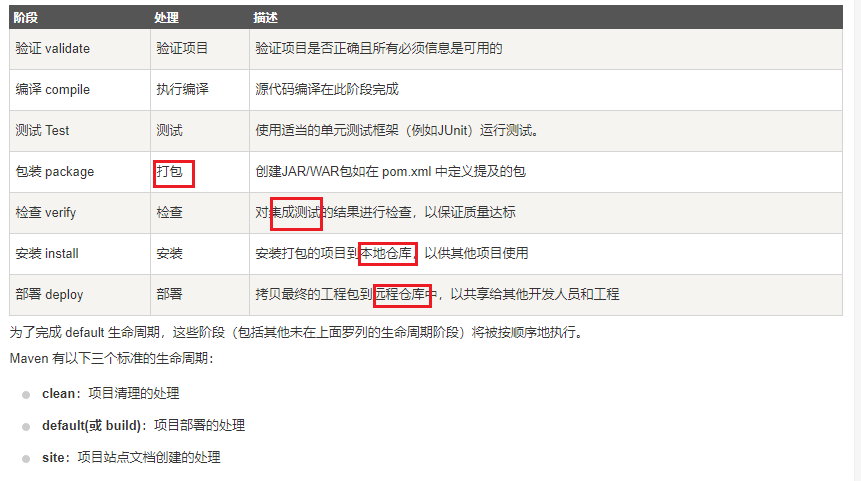 阶段 处理 描述
验证 validate 验证项目 验证项目是否正确且所有必须信息是可用的
编译 compile 执行编译 源代码编译在此阶段完成
测试 Test 测试 使用适当的单元测试框架（例如JUnit）运行测试。
包装 package 打包 创建JAR/WAR包如在 pom.xml 中定义提及的包
检查 verify 检查 对集成测试的结果进行检查，以保证质量达标
安装 install 安装 安装打包的项目到本地仓库，以供其他项目使用
部署 deploy 部署 拷贝最终的工程包到远程仓库中，以共享给其他开发人员和工程
为了完成 default 生命周期，这些阶段（包括其他未在上面罗列的生命周期阶段）将被按顺序地执行。
Maven 有以下三个标准的生命周期：
clean：项目清理的处理
default(或 build)：项目部署的处理
site：项目站点文档创建的处理